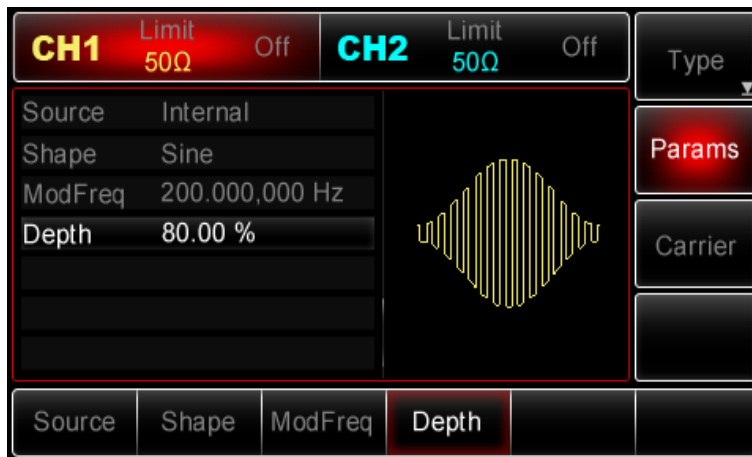 CH1 Limit 50Ω Off CH2 Limit 50Ω Off
Type
Source Internal
Shape Sine
Params
ModFreq 200.000,000 Hz
Depth 80.00 %
Carrier
Source Shape ModFreq Depth